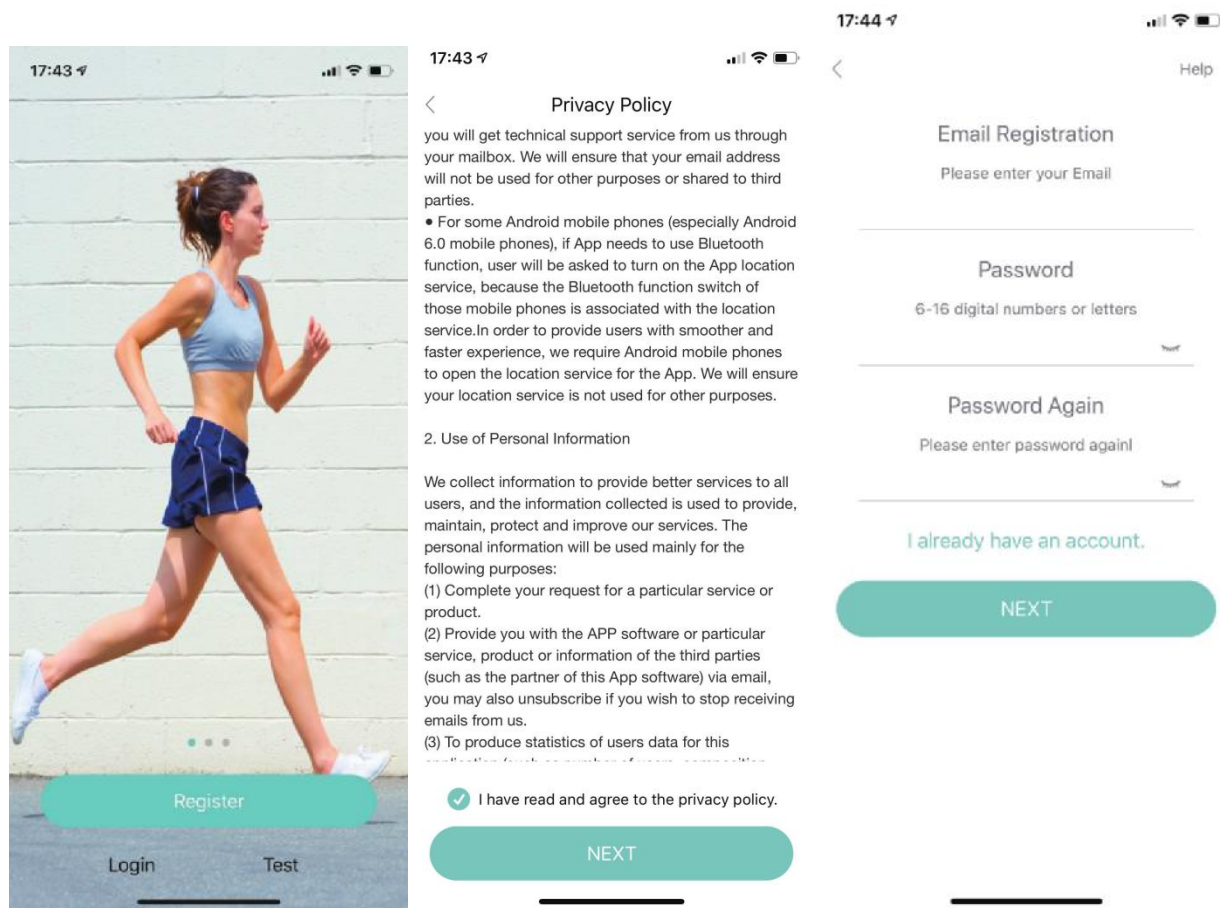 17:43
Register
Login Test
17:43
Privacy Policy
you will get technical support service from us through
your mailbox. We will ensure that your email address
will not be used for other purposes or shared to third
parties.
● For some Android mobile phones (especially Android
6.0 mobile phones), if App needs to use Bluetooth
function, user will be asked to turn on the App location
service, because the Bluetooth function switch of
those mobile phones is associated with the location
service.In order to provide users with smoother and
faster experience, we require Android mobile phones
to open the location service for the App. We will ensure
your location service is not used for other purposes.
2. Use of Personal Information
We collect information to provide better services to all
users, and the information collected is used to provide,
maintain, protect and improve our services. The
personal information will be used mainly for the
following purposes:
(1) Complete your request for a particular service or
product.
(2) Provide you with the APP software or particular
service, product or information of the third parties
(such as the partner of this App software) via email,
you may also unsubscribe if you wish to stop receiving
emails from us.
(3) To produce statistics of users data for this
I have read and agree to the privacy policy.
NEXT
17:44
Help
Email Registration
Please enter your Email
Password
6-16 digital numbers or letters
Password Again
Please enter password again!
I already have an account.
NEXT